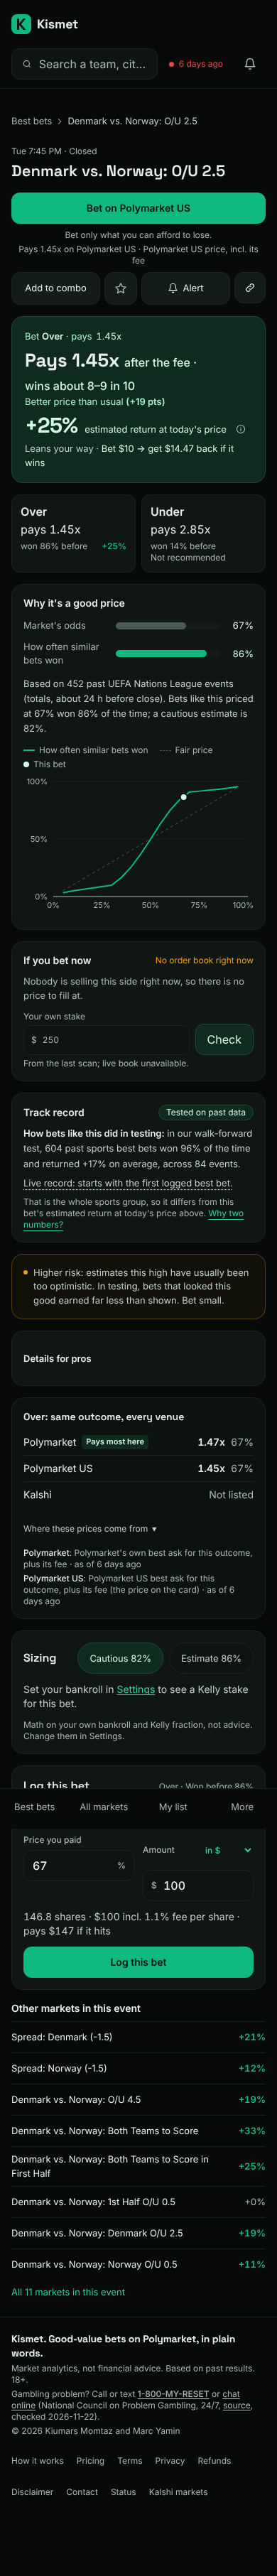 Kismet
Search a team, cit...
6 days ago
Best bets › Denmark vs. Norway: O/U 2.5
Tue 7:45 PM · Closed
Denmark vs. Norway: O/U 2.5
Bet on Polymarket US
Bet only what you can afford to lose.
Pays 1.45x on Polymarket US · Polymarket US price, incl. its
fee
Add to combo
Alert
Bet Over · pays 1.45x
Pays 1.45x after the fee ·
wins about 8–9 in 10
Better price than usual (+19 pts)
+25% estimated return at today's price
Leans your way · Bet $10 → get $14.47 back if it
wins
Over
pays 1.45x
won 86% before +25%
Under
pays 2.85x
won 14% before
Not recommended
Why it's a good price
Market's odds 67%
How often similar
bets won
86%
Based on 452 past UEFA Nations League events
(totals, about 24 h before close). Bets like this priced
at 67% won 86% of the time; a cautious estimate is
82%.
How often similar bets won
Fair price
This bet
100%
50%
0%
0% 25% 50% 75% 100%
If you bet now
No order book right now
Nobody is selling this side right now, so there is no
price to fill at.
Your own stake
$ 250
Check
From the last scan; live book unavailable.
Track record
Tested on past data
How bets like this did in testing: in our walk-forward
test, 604 past sports best bets won 96% of the time
and returned +17% on average, across 84 events.
Live record: starts with the first logged best bet.
That is the whole sports group, so it differs from this
bet's estimated return at today's price above. Why two
numbers?
Higher risk: estimates this high have usually been
too optimistic. In testing, bets that looked this
good earned far less than shown. Bet small.
Details for pros
Over: same outcome, every venue
Polymarket Pays most here 1.47x 67%
Polymarket US 1.45x 67%
Kalshi Not listed
Where these prices come from ▾
Polymarket: Polymarket's own best ask for this outcome,
plus its fee · as of 6 days ago
Polymarket US: Polymarket US best ask for this
outcome, plus its fee (the price on the card) · as of 6
days ago
Sizing
Cautious 82%
Estimate 86%
Set your bankroll in Settings to see a Kelly stake
for this bet.
Math on your own bankroll and Kelly fraction, not advice.
Change them in Settings.
Log this bet
Over · Won before 86%
Best bets
All markets
My list
More
Price you paid
67 %
Amount
in $
$ 100
146.8 shares · $100 incl. 1.1% fee per share ·
pays $147 if it hits
Log this bet
Other markets in this event
Spread: Denmark (-1.5) +21%
Spread: Norway (-1.5) +12%
Denmark vs. Norway: O/U 4.5 +19%
Denmark vs. Norway: Both Teams to Score +33%
Denmark vs. Norway: Both Teams to Score in
First Half
+25%
Denmark vs. Norway: 1st Half O/U 0.5 +0%
Denmark vs. Norway: Denmark O/U 2.5 +19%
Denmark vs. Norway: Norway O/U 0.5 +11%
All 11 markets in this event
Kismet. Good-value bets on Polymarket, in plain
words.
Market analytics, not financial advice. Based on past results.
18+.
Gambling problem? Call or text 1-800-MY-RESET or chat
online (National Council on Problem Gambling, 24/7, source,
checked 2026-11-22).
© 2026 Kiumars Momtaz and Marc Yamin
How it works
Pricing
Terms
Privacy
Refunds
Disclaimer
Contact
Status
Kalshi markets